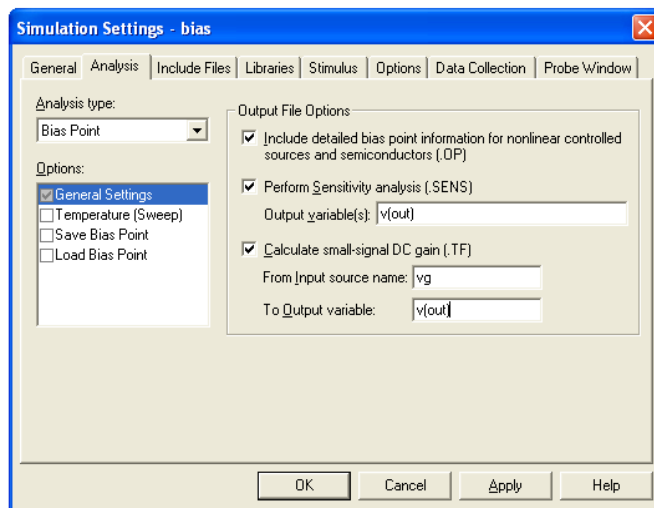 Simulation Settings - bias
General Analysis Include Files Libraries Stimulus Options Data Collection Probe Window
Analysis type:
Bias Point
Options:
General Settings
Temperature (Sweep)
Save Bias Point
Load Bias Point
Output File Options
Include detailed bias point information for nonlinear controlled
sources and semiconductors (.OP)
Perform Sensitivity analysis (.SENS)
Output variable(s): v(out)
Calculate small-signal DC gain (.TF)
From Input source name: vg
To Output variable: v(out)
OK Cancel Apply Help